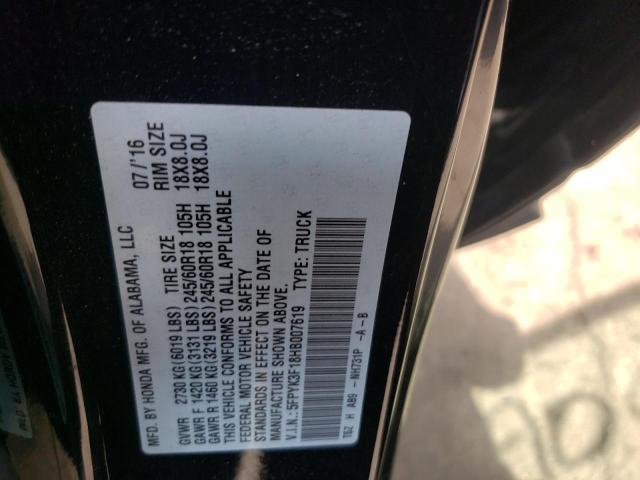 MFD. BY HONDA MFG. OF ALABAMA, LLC 07/'16
GVWR 2730 KG (6019 LBS) TIRE SIZE RIM SIZE
GAWR F 1420 KG (3131 LBS) 245/60R18 105H 18X8.0J
GAWR R 1460 KG (3219 LBS) 245/60R18 105H 18X8.0J
THIS VEHICLE CONFORMS TO ALL APPLICABLE
FEDERAL MOTOR VEHICLE SAFETY
STANDARDS IN EFFECT ON THE DATE OF
MANUFACTURE SHOWN ABOVE.
V.I.N.: 5FPYK3F18HB007619 TYPE: TRUCK
T6Z H AB9 - NH731P -A-B